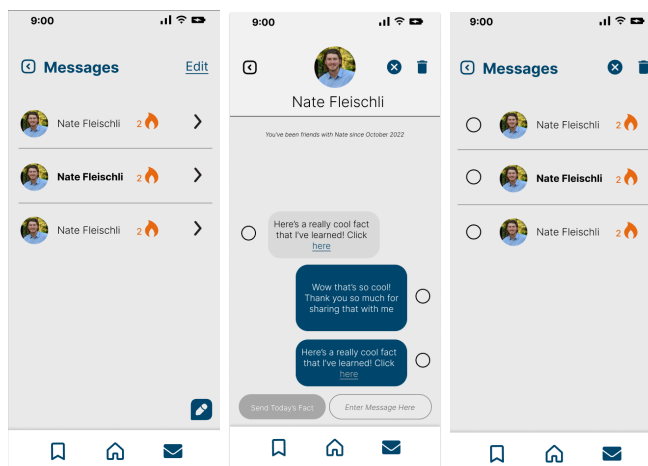 9:00
Messages
Edit
Nate Fleischli
2
Nate Fleischli
2
Nate Fleischli
2
9:00
Nate Fleischli
You've been friends with Nate since October 2022
Here's a really cool fact
that I've learned! Click
here
Wow that's so cool!
Thank you so much for
sharing that with me
Here's a really cool fact
that I've learned! Click
here
Send Today's Fact
Enter Message Here
9:00
Messages
Nate Fleischli
2
Nate Fleischli
2
Nate Fleischli
2